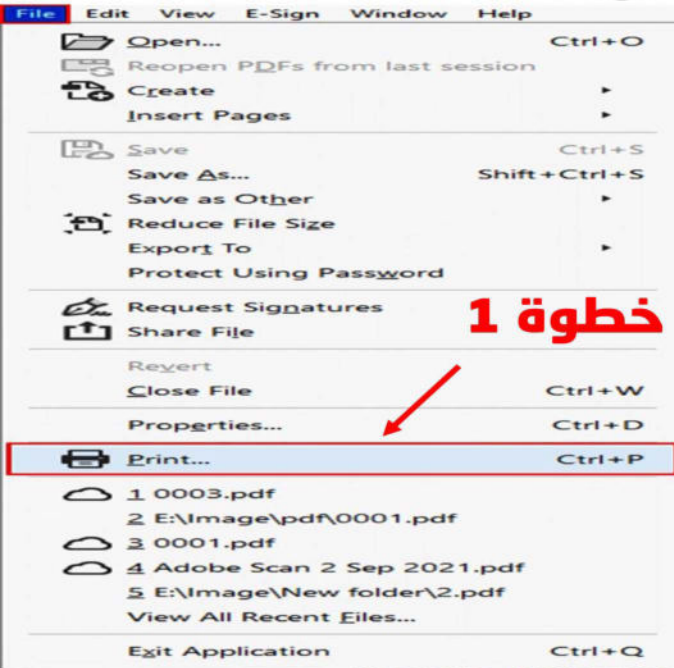 File Edit View E-Sign Window Help
Open... Ctrl+O
Reopen PDFs from last session
Create
Insert Pages
Save Ctrl+S
Save As... Shift+Ctrl+S
Save as Other
Reduce File Size
Export To
Protect Using Password
Request Signatures
خطوة 1
Share File
Revert
Close File Ctrl+W
Properties... Ctrl+D
Print... Ctrl+P
1 0003.pdf
2 E:\Image\pdf\0001.pdf
3 0001.pdf
4 Adobe Scan 2 Sep 2021.pdf
5 E:\Image\New folder\2.pdf
View All Recent Files...
Exit Application Ctrl+Q